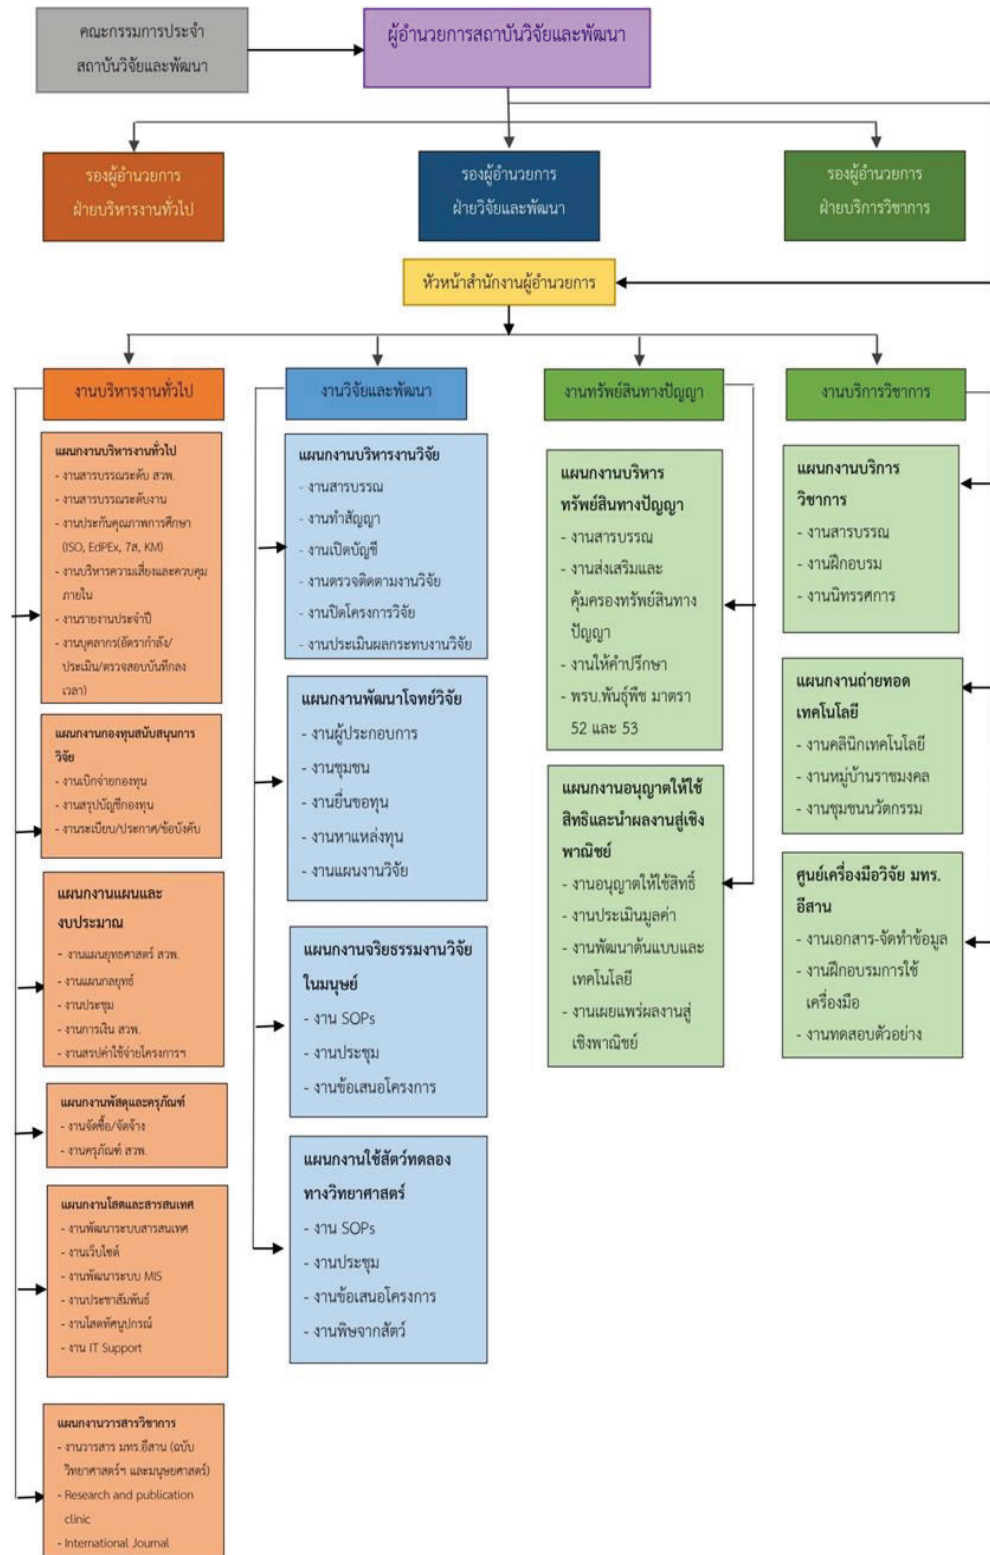 คณะกรรมการประจำ
สถาบันวิจัยและพัฒนา
ผู้อำนวยการสถาบันวิจัยและพัฒนา
รองผู้อำนวยการ
ฝ่ายบริหารงานทั่วไป
รองผู้อำนวยการ
ฝ่ายวิจัยและพัฒนา
รองผู้อำนวยการ
ฝ่ายบริการวิชาการ
หัวหน้าสำนักงานผู้อำนวยการ
งานบริหารงานทั่วไป
แผนกงานบริหารงานทั่วไป
- งานสารบรรณระดับ สวพ.
- งานสารบรรณระดับงาน
- งานประกันคุณภาพการศึกษา
(ISO, EdPEx, 7ส, KM)
- งานบริหารความเสี่ยงและควบคุม
ภายใน
- งานรายงานประจำปี
- งานบุคลากร(อัตรากำลัง/
ประเมิน/ตรวจสอบบันทึกลง
เวลา)
แผนกงานกองทุนสนับสนุนการ
วิจัย
- งานเบิกจ่ายกองทุน
- งานสรุปบัญชีกองทุน
- งานระเบียบ/ประกาศ/ข้อบังคับ
แผนกงานแผนและ
งบประมาณ
- งานแผนยุทธศาสตร์ สวพ.
- งานแผนกลยุทธ์
- งานประชุม
- งานการเงิน สวพ.
- งานสรุปค่าใช้จ่ายโครงการฯ
แผนกงานพัสดุและครุภัณฑ์
- งานจัดซื้อ/จัดจ้าง
- งานครุภัณฑ์ สวพ.
แผนกงานโสตและสารสนเทศ
- งานพัฒนาระบบสารสนเทศ
- งานเว็บไซต์
- งานพัฒนาระบบ MIS
- งานประชาสัมพันธ์
- งานโสตทัศนูปกรณ์
- งาน IT Support
แผนกงานวารสารวิชาการ
- งานวารสาร มทร.อีสาน (ฉบับ
วิทยาศาสตร์ฯ และมนุษยศาสตร์)
- Research and publication
clinic
- International Journal
งานวิจัยและพัฒนา
แผนกงานบริหารงานวิจัย
- งานสารบรรณ
- งานทำสัญญา
- งานเปิดบัญชี
- งานตรวจติดตามงานวิจัย
- งานปิดโครงการวิจัย
- งานประเมินผลกระทบงานวิจัย
แผนกงานพัฒนาโจทย์วิจัย
- งานผู้ประกอบการ
- งานชุมชน
- งานยื่นขอทุน
- งานหาแหล่งทุน
- งานแผนงานวิจัย
แผนกงานจริยธรรมงานวิจัย
ในมนุษย์
- งาน SOPs
- งานประชุม
- งานข้อเสนอโครงการ
แผนกงานใช้สัตว์ทดลอง
ทางวิทยาศาสตร์
- งาน SOPs
- งานประชุม
- งานข้อเสนอโครงการ
- งานพิษจากสัตว์
งานทรัพย์สินทางปัญญา
แผนกงานบริหาร
ทรัพย์สินทางปัญญา
- งานสารบรรณ
- งานส่งเสริมและ
คุ้มครองทรัพย์สินทาง
ปัญญา
- งานให้คำปรึกษา
- พรบ.พันธุ์พืช มาตรา
52 และ 53
แผนกงานอนุญาตให้ใช้
สิทธิและนำผลงานสู่เชิง
พาณิชย์
- งานอนุญาตให้ใช้สิทธิ์
- งานประเมินมูลค่า
- งานพัฒนาต้นแบบและ
เทคโนโลยี
- งานเผยแพร่ผลงานสู่
เชิงพาณิชย์
งานบริการวิชาการ
แผนกงานบริการ
วิชาการ
- งานสารบรรณ
- งานฝึกอบรม
- งานนิทรรศการ
แผนกงานถ่ายทอด
เทคโนโลยี
- งานคลินิกเทคโนโลยี
- งานหมู่บ้านราชมงคล
- งานชุมชนนวัตกรรม
ศูนย์เครื่องมือวิจัย มทร.
อีสาน
- งานเอกสาร-จัดทำข้อมูล
- งานฝึกอบรมการใช้
เครื่องมือ
- งานทดสอบตัวอย่าง